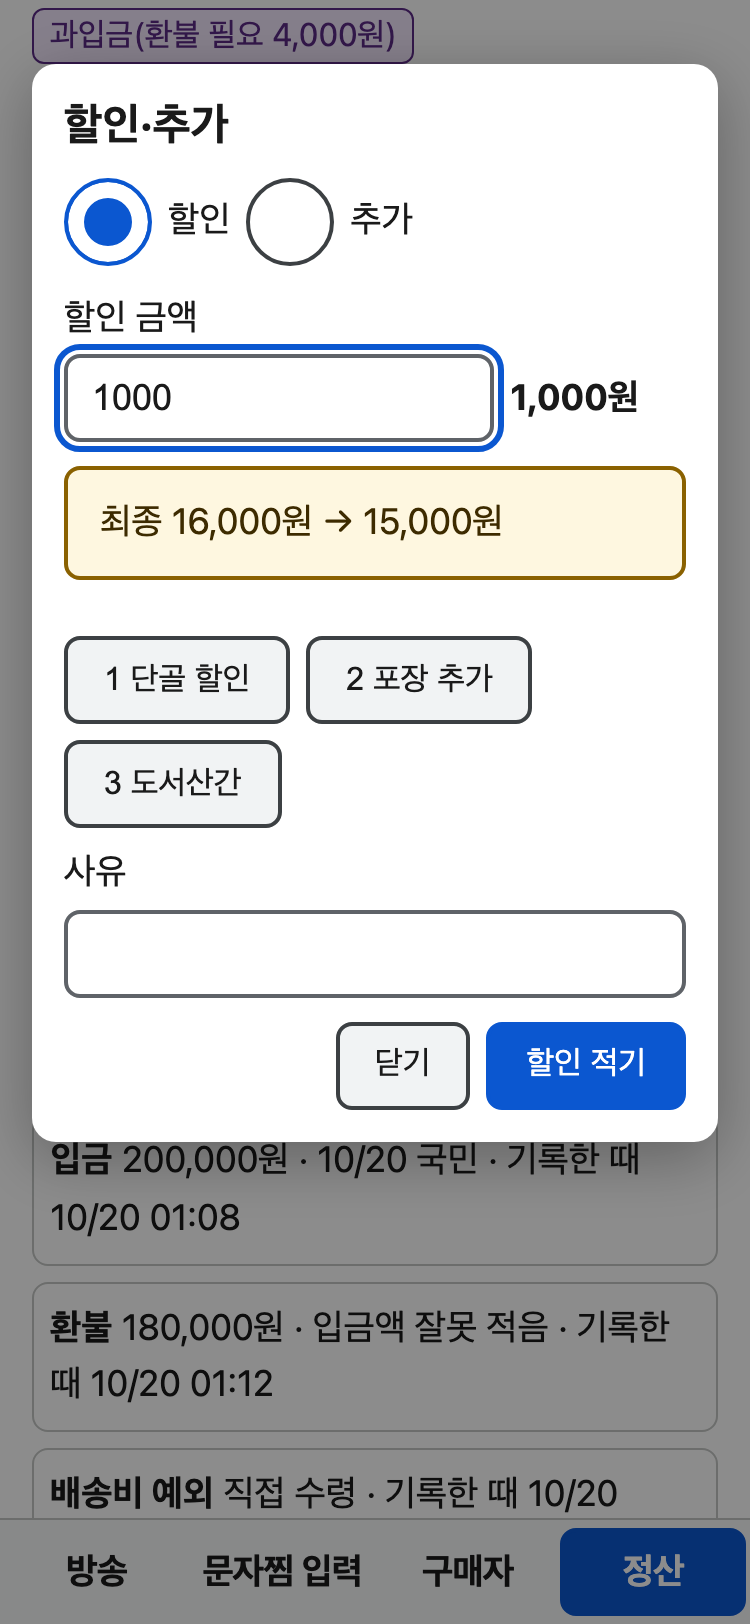 과입금(환불 필요 4,000원)
할인·추가
할인 추가
할인 금액
1000 1,000원
최종 16,000원 → 15,000원
1 단골 할인 2 포장 추가
3 도서산간
사유
닫기 할인 적기
입금 200,000원 · 10/20 국민 · 기록한 때
10/20 01:08
환불 180,000원 · 입금액 잘못 적음 · 기록한
때 10/20 01:12
배송비 예외 직접 수령 · 기록한 때 10/20
방송 문자찜 입력 구매자 정산